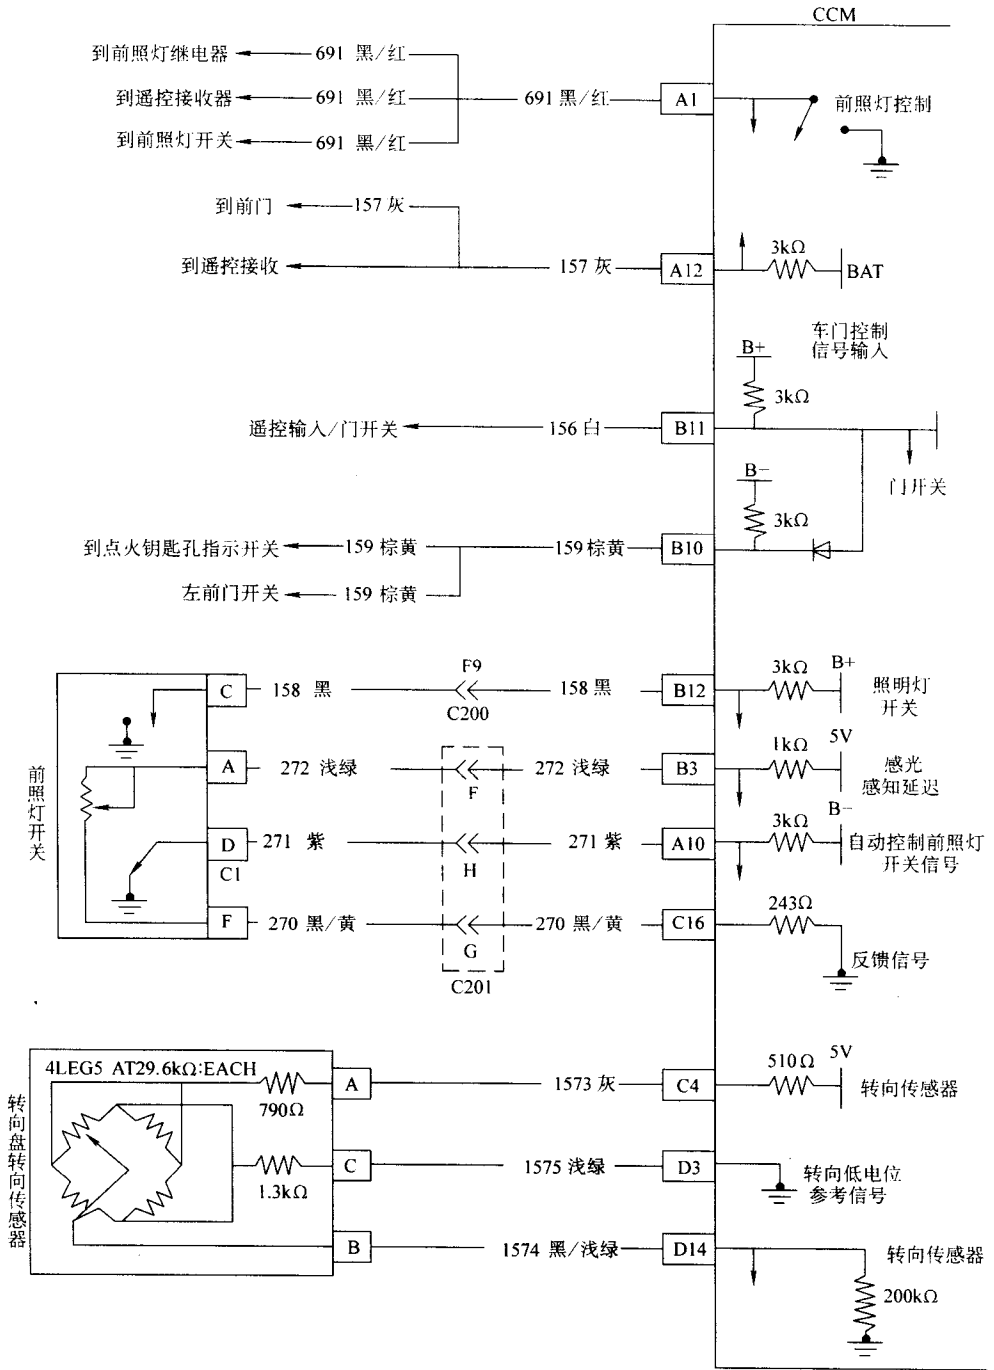 CCM
到前照灯继电器 691 黑/红
到遥控接收器 691 黑/红 691 黑/红 A1 前照灯控制
到前照灯开关 691 黑/红
到前门 157 灰
到遥控接收 157 灰 A12 3kΩ BAT
车门控制
信号输入
B+
3kΩ
遥控输入/门开关 156 白 B11
门开关
B−
3kΩ
到点火钥匙孔指示开关 159 棕黄 159 棕黄 B10
左前门开关 159 棕黄
前照灯开关
C 158 黑 F9 C200 158 黑 B12 3kΩ B+ 照明灯
开关
A 272 浅绿 F 272 浅绿 B3 1kΩ 5V 感光
感知延迟
D 271 紫 H 271 紫 A10 3kΩ B− 自动控制前照灯
开关信号
C1
F 270 黑/黄 G 270 黑/黄 C16 243Ω
反馈信号
C201
转向盘转向传感器
4LEG5 AT29.6kΩ:EACH
790Ω A 1573 灰 C4 510Ω 5V 转向传感器
1.3kΩ C 1575 浅绿 D3 转向低电位
参考信号
B 1574 黑/浅绿 D14 转向传感器
200kΩ